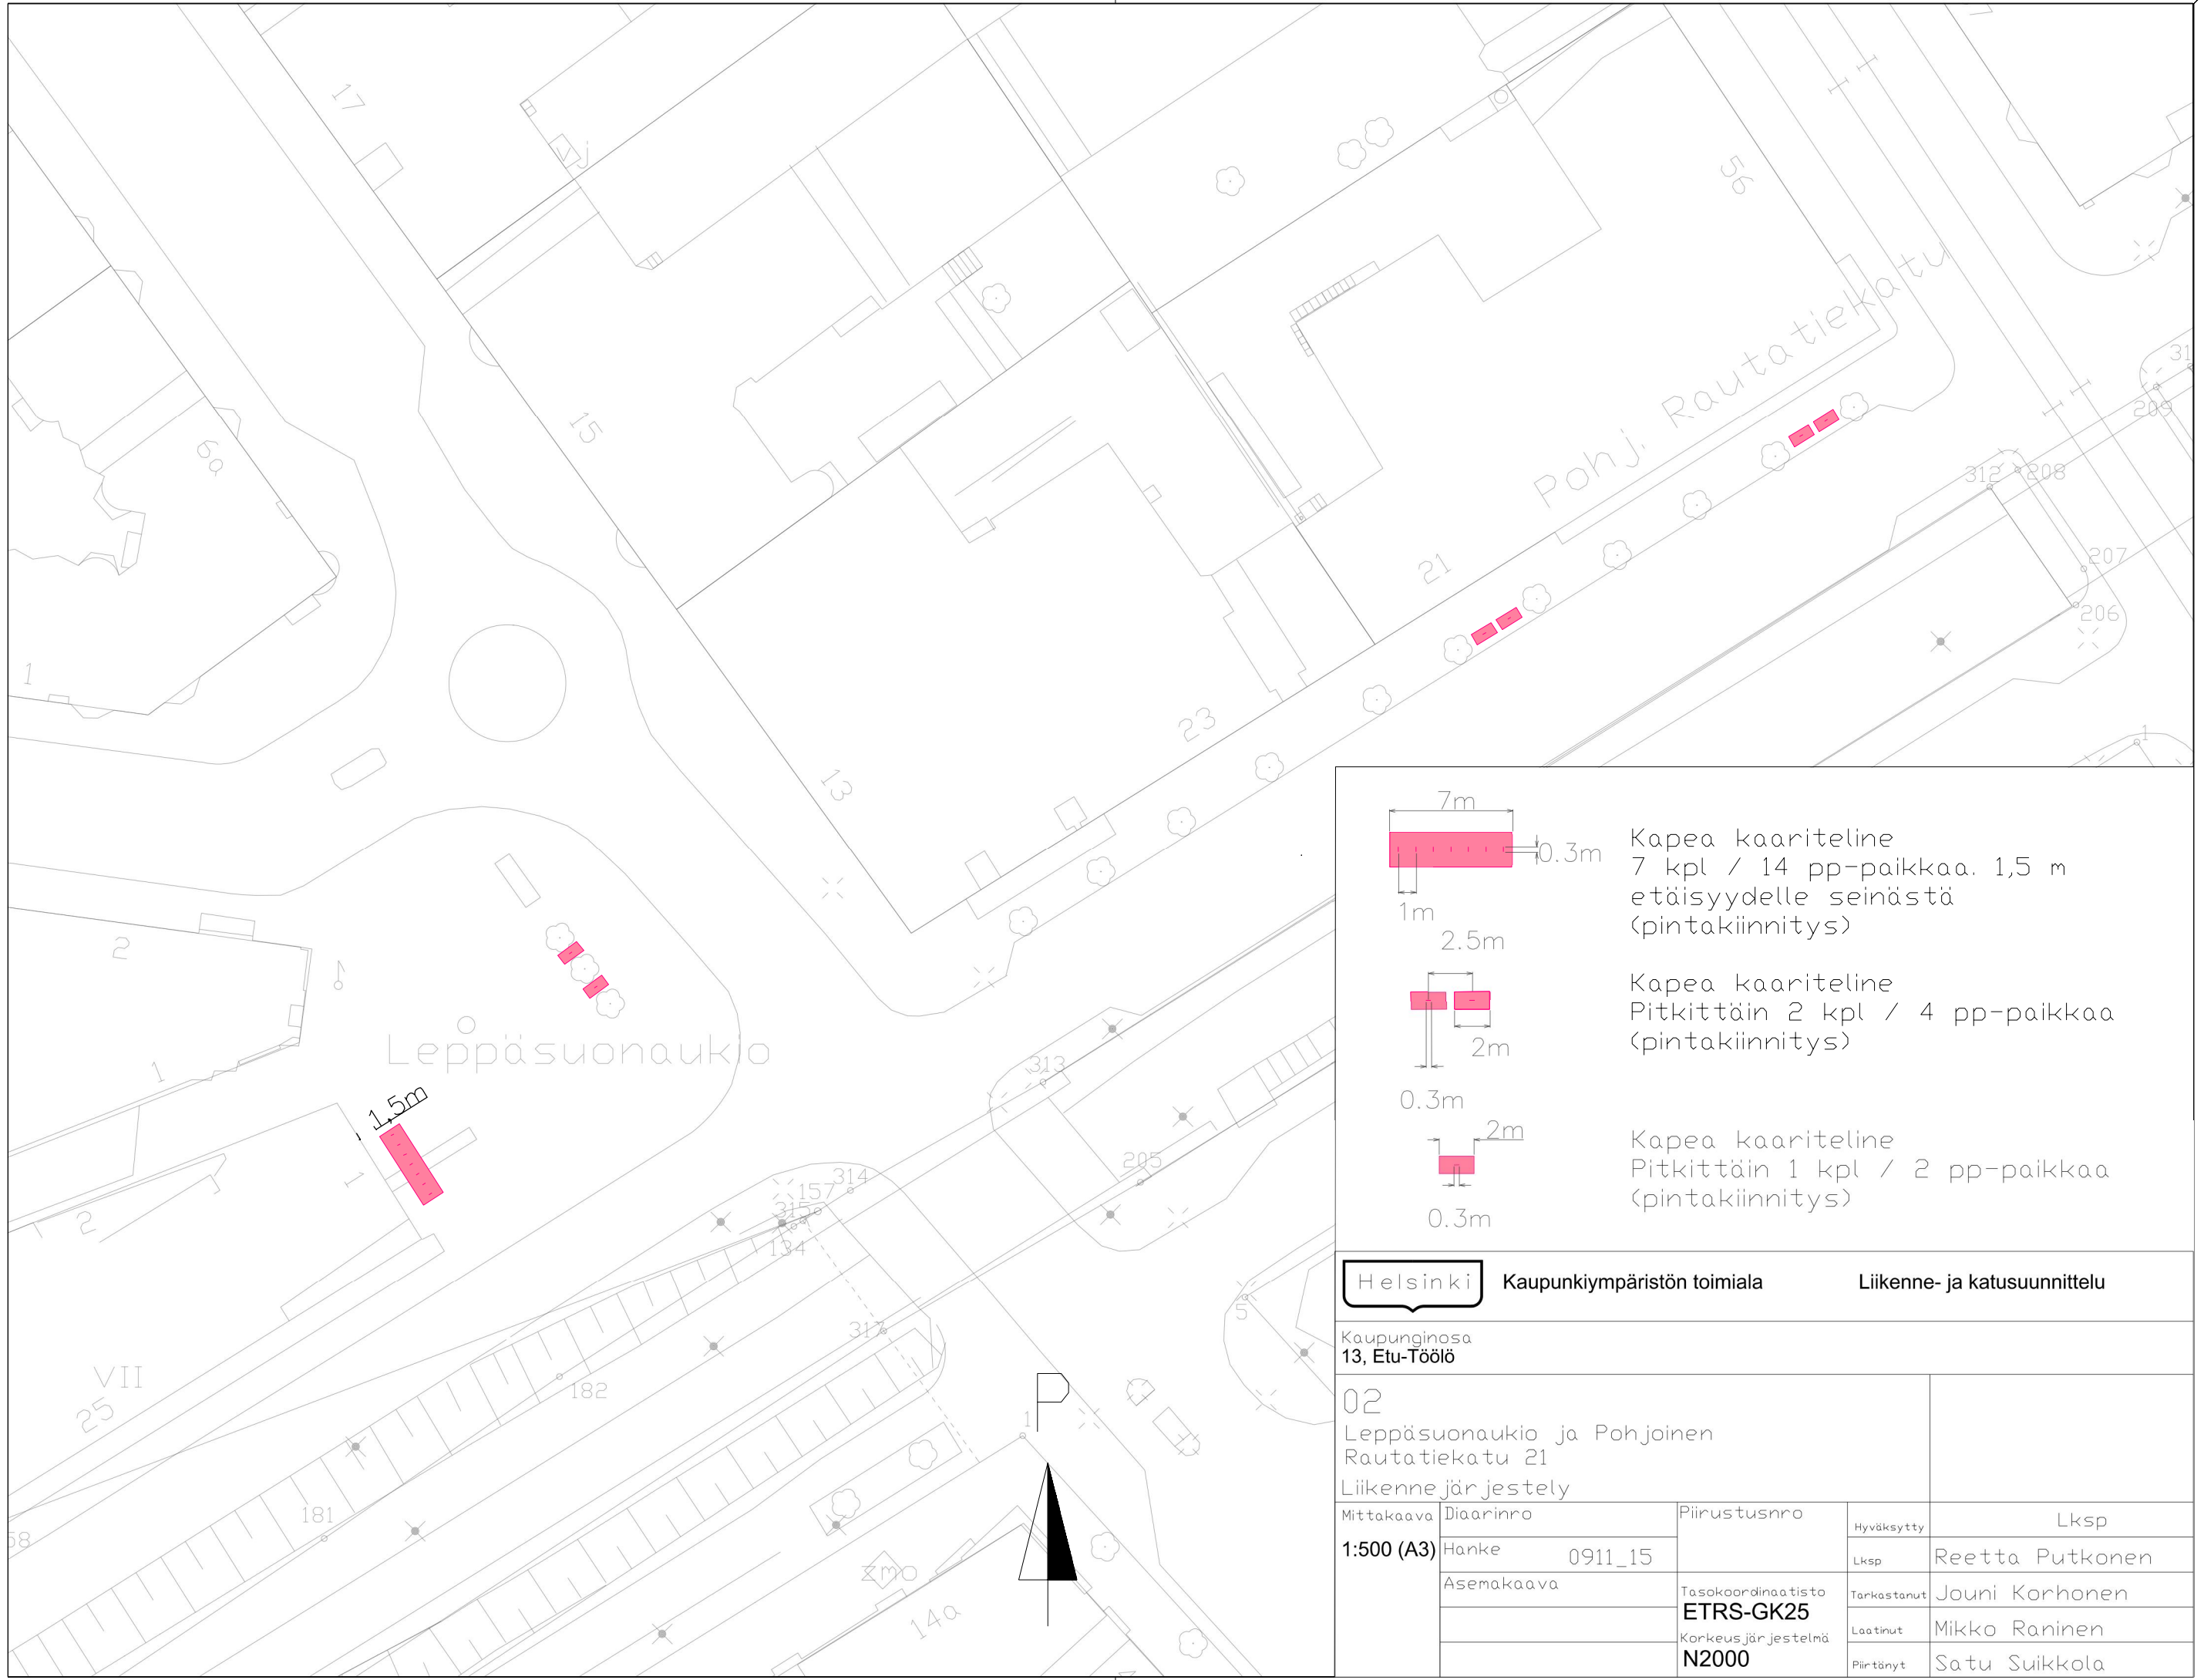 17
vj
56
15
6a
Pohj. Rautatiekatu
31
209
312
208
207
206
21
1
23
13
1
2
1
Leppäsuonaukio
1,5m
1
2
313
205
314
157
315
134
317
5
VII
25
182
181
58
P
1
zmo
14a
7m
0.3m
1m
Kapea kaariteline
7 kpl / 14 pp-paikkaa. 1,5 m
etäisyydelle seinästä
(pintakiinnitys)
2.5m
2m
0.3m
Kapea kaariteline
Pitkittäin 2 kpl / 4 pp-paikkaa
(pintakiinnitys)
2m
0.3m
Kapea kaariteline
Pitkittäin 1 kpl / 2 pp-paikkaa
(pintakiinnitys)
Helsinki Kaupunkiympäristön toimiala Liikenne- ja katusuunnittelu
Kaupunginosa
13, Etu-Töölö
02
Leppäsuonaukio ja Pohjoinen
Rautatiekatu 21
Liikennejärjestely
Mittakaava
1:500 (A3)
Diaarinro
Hanke 0911_15
Asemakaava
Piirustusnro
Tasokoordinaatisto
ETRS-GK25
Korkeusjärjestelmä
N2000
Hyväksytty Lksp
Lksp Reetta Putkonen
Tarkastanut Jouni Korhonen
Laatinut Mikko Raninen
Piirtänyt Satu Suikkola